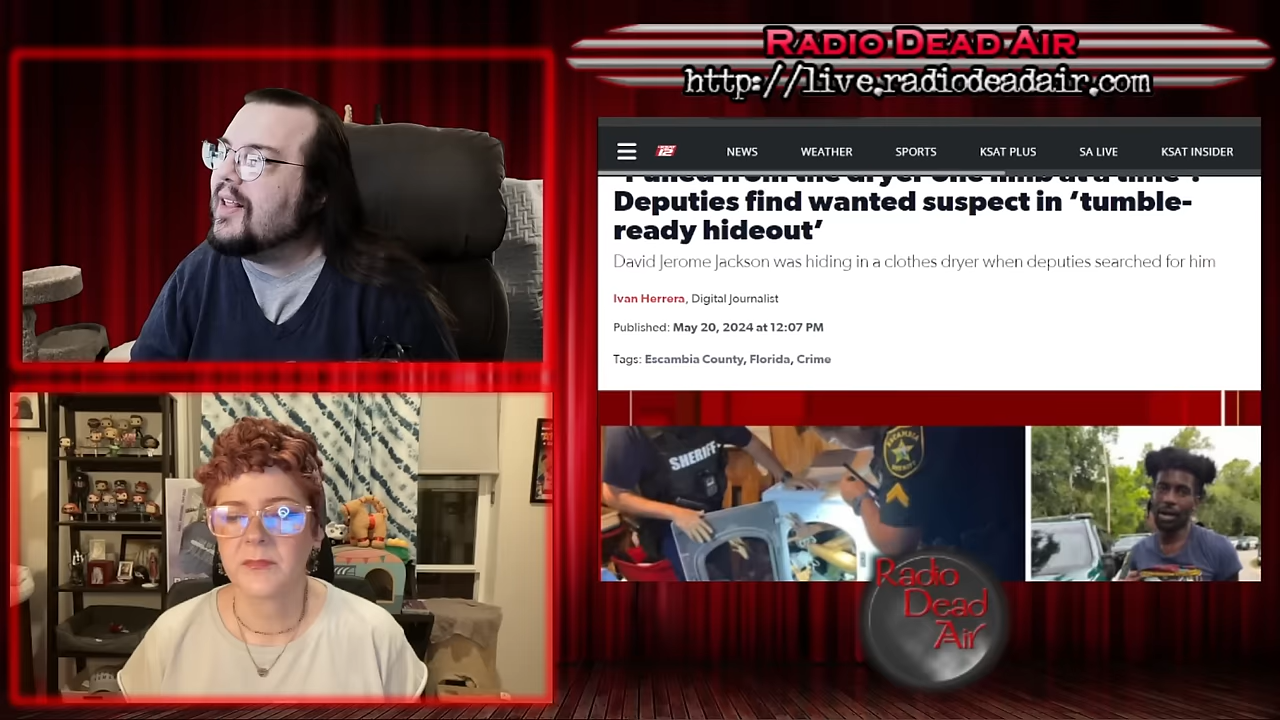 RADIO DEAD AIR
http://live.radiodeadair.com
NEWS WEATHER SPORTS KSAT PLUS SA LIVE KSAT INSIDER
Deputies find wanted suspect in ‘tumble-
ready hideout’
David Jerome Jackson was hiding in a clothes dryer when deputies searched for him
Ivan Herrera, Digital Journalist
Published: May 20, 2024 at 12:07 PM
Tags: Escambia County, Florida, Crime
SHERIFF
ESCAMBIA
SHERIFF
Radio
Dead
Air